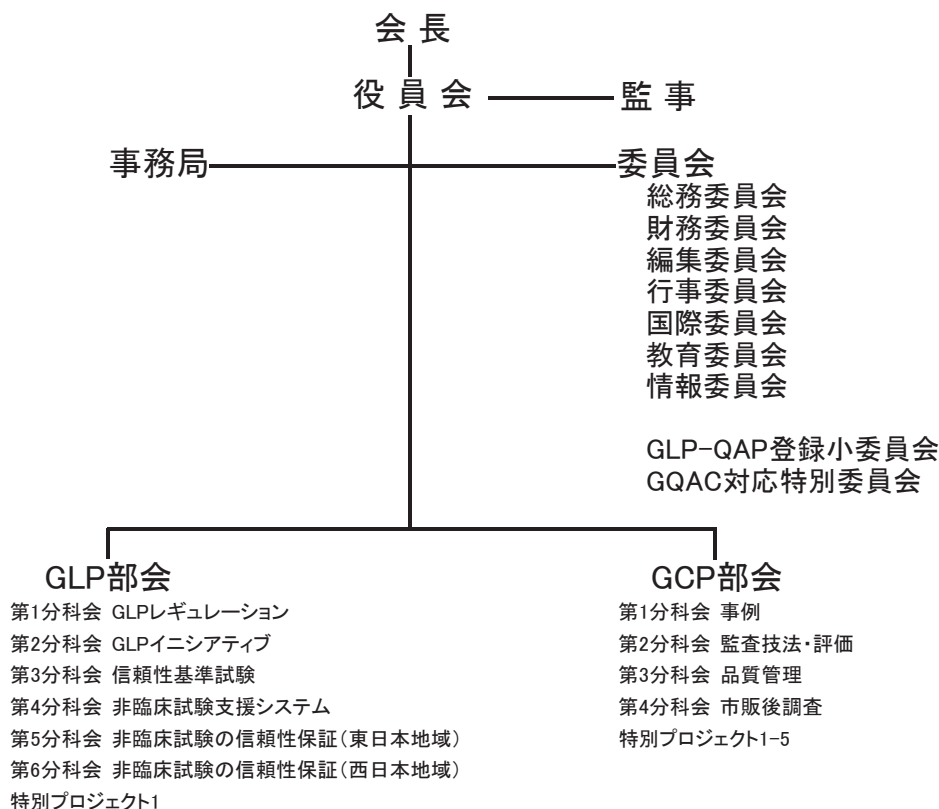 会 長
役 員 会
監 事
事務局
委員会
総務委員会
財務委員会
編集委員会
行事委員会
国際委員会
教育委員会
情報委員会
GLP-QAP登録小委員会
GQAC対応特別委員会
GLP部会
第1分科会 GLPレギュレーション
第2分科会 GLPイニシアティブ
第3分科会 信頼性基準試験
第4分科会 非臨床試験支援システム
第5分科会 非臨床試験の信頼性保証(東日本地域)
第6分科会 非臨床試験の信頼性保証(西日本地域)
特別プロジェクト1
GCP部会
第1分科会 事例
第2分科会 監査技法・評価
第3分科会 品質管理
第4分科会 市販後調査
特別プロジェクト1-5